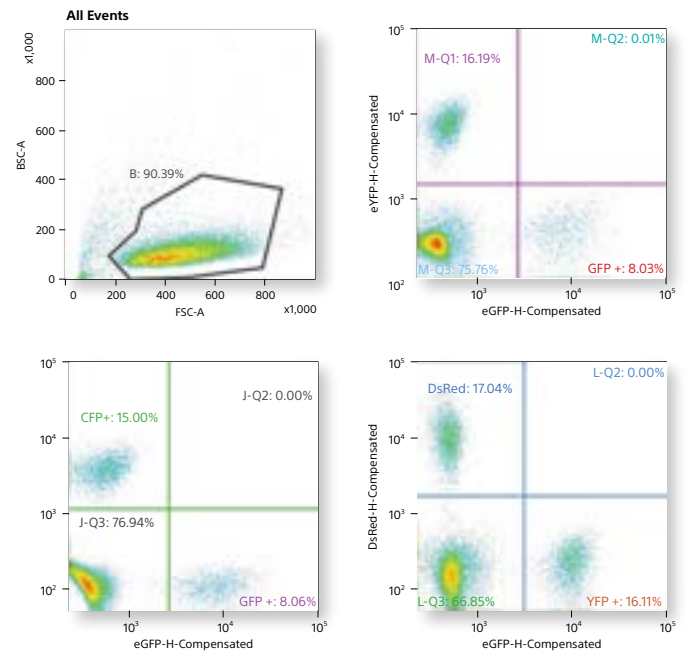 All Events
x1,000
BSC-A
800
600
400
200
0
B: 90.39%
0 200 400 600 800
x1,000
FSC-A
10⁵
10⁴
10³
10²
eYFP-H-Compensated
M-Q1: 16.19%
M-Q2: 0.01%
M-Q3: 75.76%
GFP +: 8.03%
10³ 10⁴ 10⁵
eGFP-H-Compensated
10⁵
10⁴
10³
10²
CFP+: 15.00%
J-Q2: 0.00%
J-Q3: 76.94%
GFP +: 8.06%
10³ 10⁴ 10⁵
eGFP-H-Compensated
10⁵
10⁴
10³
10²
DsRed-H-Compensated
L-Q2: 0.00%
DsRed: 17.04%
L-Q3: 66.85%
YFP +: 16.11%
10³ 10⁴ 10⁵
eGFP-H-Compensated